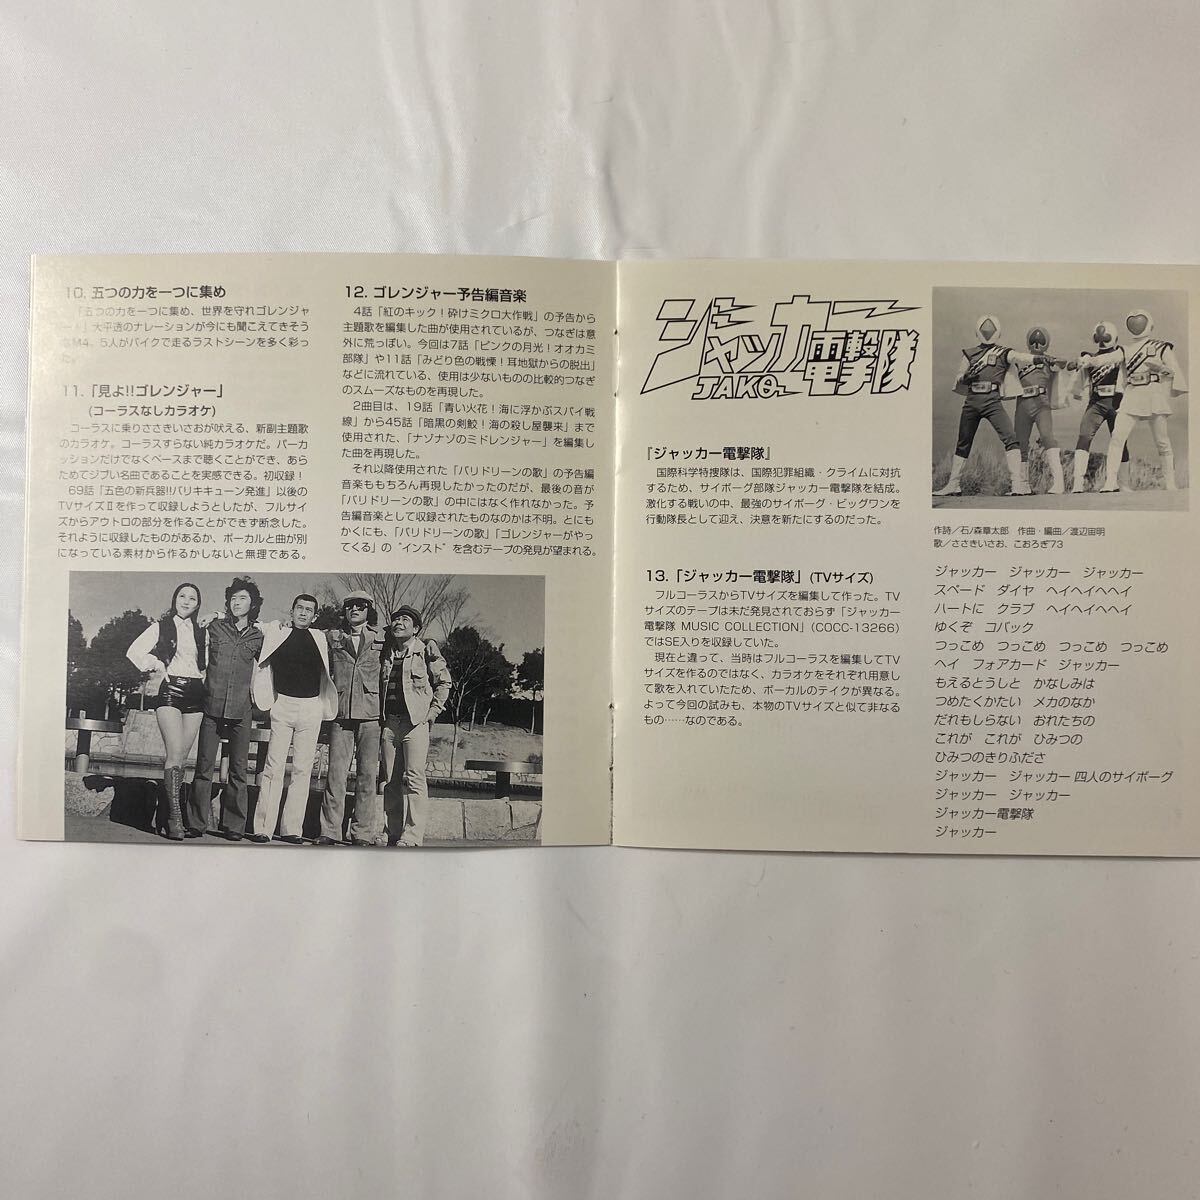 10. 五つの力を一つに集め
「五つの力を一つに集め、世界を守れゴレンジャ
ート」大平透のナレーションが今にも聞こえてきそう
なM4、5人がバイクで走るラストシーンを多く彩っ
た。
11.「見よ!!ゴレンジャー」
(コーラスなしカラオケ)
コーラスに乗りささきいさおが吠える、新副主題歌
のカラオケ。コーラスすらない純カラオケだ。パーカ
ッションだけでなくベースまで聴くことができ、あら
ためてシブい名曲であることを実感できる。初収録!
69話「五色の新兵器!!バリキキューン発進」以後の
TVサイズⅡを作って収録しようとしたが、フルサイ
ズからアウトロの部分を作ることができず断念した。
それように収録したものがあるか、ボーカルと曲が別
になっている素材から作るかしないと無理である。
12. ゴレンジャー予告編音楽
4話「紅のキック!砕けミクロ大作戦」の予告から
主題歌を編集した曲が使用されているが、つなぎは意
外に荒っぽい。今回は7話「ピンクの月光!オオカミ
部隊」や11話「みどり色の戦慄!耳地獄からの脱出」
などに流れている、使用は少ないものの比較的つなぎ
のスムーズなものを再現した。
2曲目は、19話「青い火花!海に浮かぶスパイ戦
線」から45話「暗黒の剣鮫!海の殺し屋襲来」まで
使用された、「ナゾナゾのミドレンジャー」を編集し
た曲を再現した。
それ以降使用された「バリドリーンの歌」の予告編
音楽ももちろん再現したかったのだが、最後の音が
「バリドリーンの歌」の中にはなく作れなかった。予
告編音楽として収録されたものなのかは不明。とにも
かくにも、「バリドリーンの歌」「ゴレンジャーがやっ
てくる」の“インスト”を含むテープの発見が望まれる。
ジャッカー電撃隊
JAKQ
『ジャッカー電撃隊』
国際科学特捜隊は、国際犯罪組織・クライムに対抗
するため、サイボーグ部隊ジャッカー電撃隊を結成。
激化する戦いの中、最強のサイボーグ・ビッグワンを
行動隊長として迎え、決意を新たにするのだった。
13.「ジャッカー電撃隊」(TVサイズ)
フルコーラスからTVサイズを編集して作った。TV
サイズのテープは未だ発見されておらず「ジャッカー
電撃隊 MUSIC COLLECTION」(COCC-13266)
ではSE入りを収録していた。
現在と違って、当時はフルコーラスを編集してTV
サイズを作るのではなく、カラオケをそれぞれ用意し
て歌を入れていたため、ボーカルのテイクが異なる。
よって今回の試みも、本物のTVサイズと似て非なる
もの……なのである。
作詩/石ノ森章太郎 作曲・編曲/渡辺宙明
歌/ささきいさお、こおろぎ'73
ジャッカー ジャッカー ジャッカー
スペード ダイヤ ヘイヘイヘヘイ
ハートに クラブ ヘイヘイヘヘイ
ゆくぞ コバック
つっこめ つっこめ つっこめ つっこめ
ヘイ フォアカード ジャッカー
もえるとうしと かなしみは
つめたくかたい メカのなか
だれもしらない おれたちの
これが これが ひみつの
ひみつのきりふださ
ジャッカー ジャッカー 四人のサイボーグ
ジャッカー ジャッカー
ジャッカー電撃隊
ジャッカー